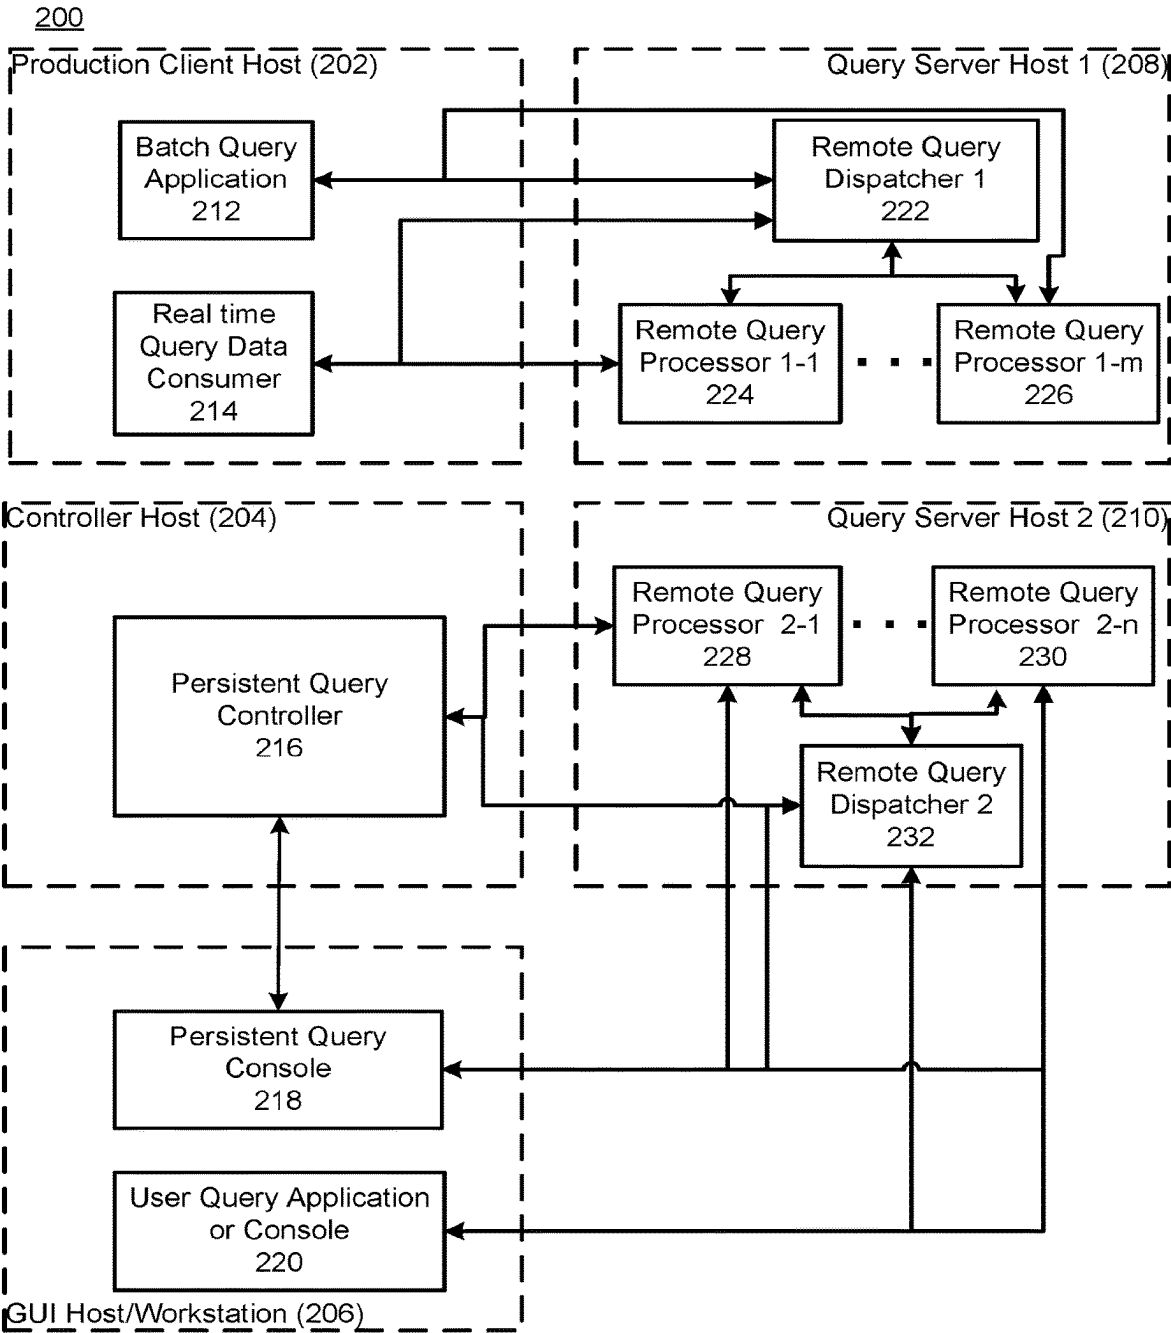 200
Production Client Host (202)
Batch Query
Application
212
Real time
Query Data
Consumer
214
Query Server Host 1 (208)
Remote Query
Dispatcher 1
222
Remote Query
Processor 1-1
224
Remote Query
Processor 1-m
226
Controller Host (204)
Persistent Query
Controller
216
Query Server Host 2 (210)
Remote Query
Processor 2-1
228
Remote Query
Processor 2-n
230
Remote Query
Dispatcher 2
232
Persistent Query
Console
218
User Query Application
or Console
220
GUI Host/Workstation (206)